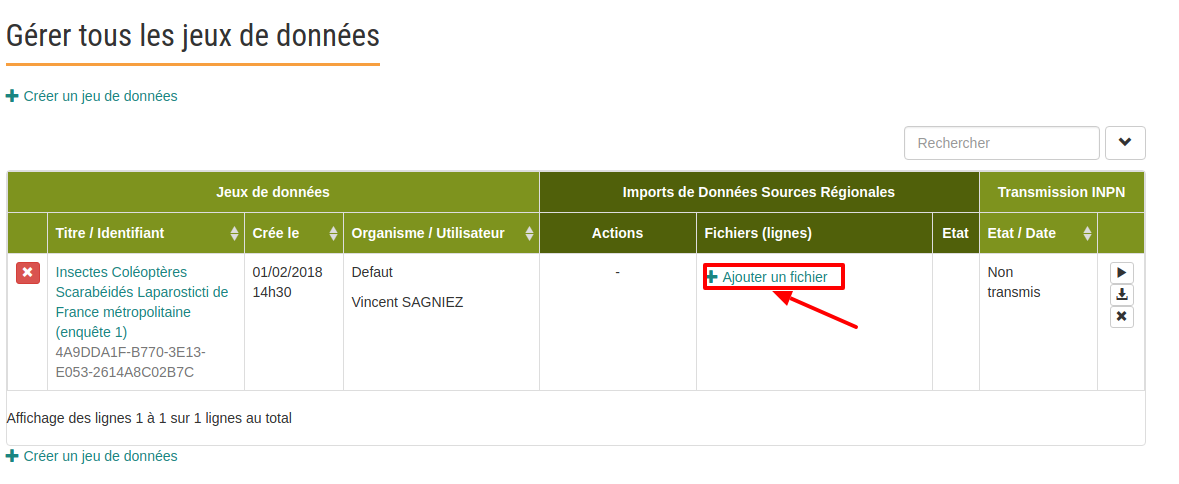 Gérer tous les jeux de données
Créer un jeu de données
Rechercher
Jeux de données Imports de Données Sources Régionales Transmission INPN
Titre / Identifiant Crée le Organisme / Utilisateur Actions Fichiers (lignes) Etat Etat / Date
Insectes Coléoptères
Scarabéidés Laparosticti de
France métropolitaine
(enquête 1)
4A9DDA1F-B770-3E13-
E053-2614A8C02B7C
01/02/2018
14h30
Defaut
Vincent SAGNIEZ
-
Ajouter un fichier
Non
transmis
Affichage des lignes 1 à 1 sur 1 lignes au total
Créer un jeu de données